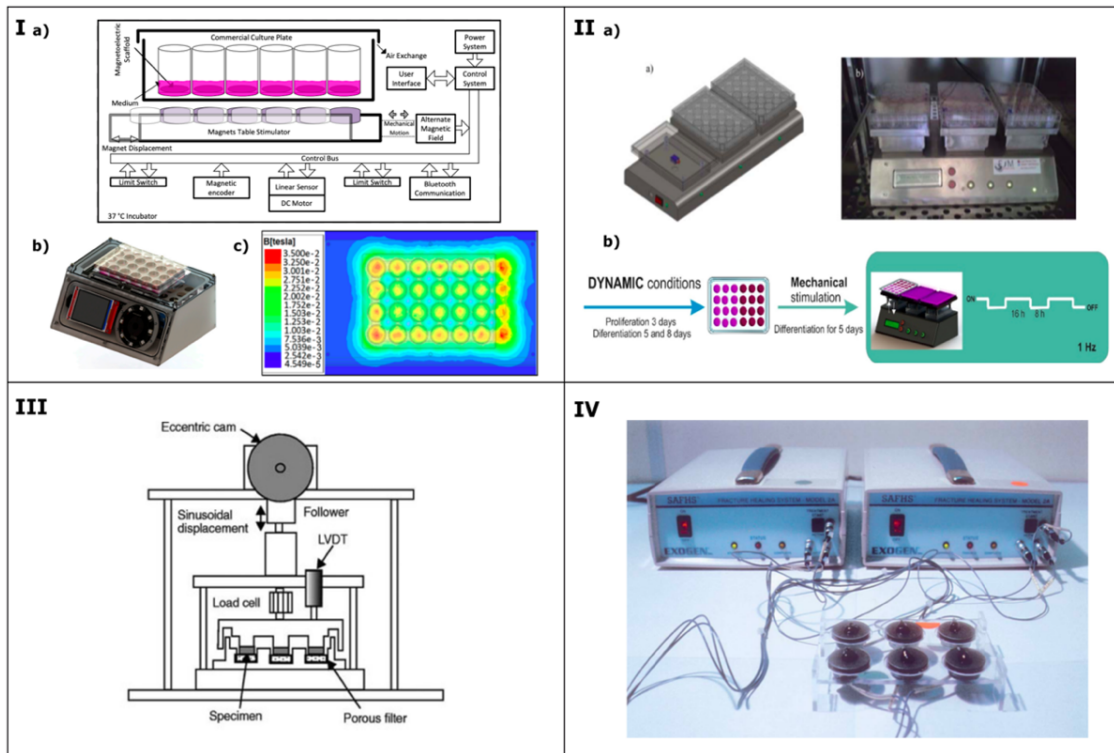 I a)
Magnetoelectric
Scaffold
Commercial Culture Plate
Air Exchange
Power
System
User
Interface
Control
System
Medium
Magnets Table Stimulator
Mechanical
Motion
Alternate
Magnetic
Field
Magnet Displacement
Control Bus
Limit Switch
Magnetic
encoder
Linear Sensor
DC Motor
Limit Switch
Bluetooth
Communication
37 °C Incubator
b)
c)
B[tesla]
3.500e-2
3.250e-2
3.001e-2
2.751e-2
2.252e-2
2.002e-2
1.752e-2
1.503e-2
1.253e-2
1.003e-2
7.536e-3
5.039e-3
2.542e-3
4.549e-5
II a)
a)
b)
b)
DYNAMIC conditions
Proliferation 3 days
Diferentiation 5 and 8 days
Mechanical
stimulation
Differentiation for 5 days
ON
16 h
8 h
OFF
1 Hz
III
Eccentric cam
Sinusoidal
displacement
Follower
LVDT
Load cell
Specimen
Porous filter
IV
SAFHS
FRACTURE HEALING SYSTEM - MODEL 2A
EXOGEN
SAFHS
FRACTURE HEALING SYSTEM - MODEL 2A
EXOGEN